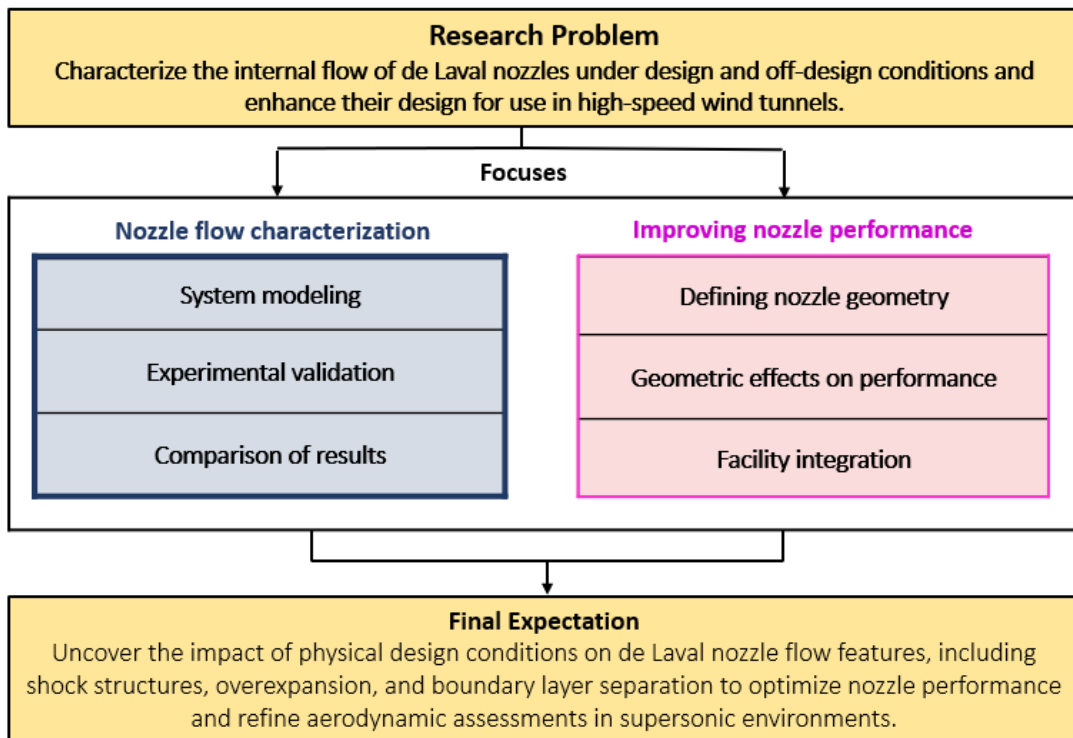 Research Problem
Characterize the internal flow of de Laval nozzles under design and off-design conditions and
enhance their design for use in high-speed wind tunnels.
Focuses
Nozzle flow characterization
System modeling
Experimental validation
Comparison of results
Improving nozzle performance
Defining nozzle geometry
Geometric effects on performance
Facility integration
Final Expectation
Uncover the impact of physical design conditions on de Laval nozzle flow features, including
shock structures, overexpansion, and boundary layer separation to optimize nozzle performance
and refine aerodynamic assessments in supersonic environments.